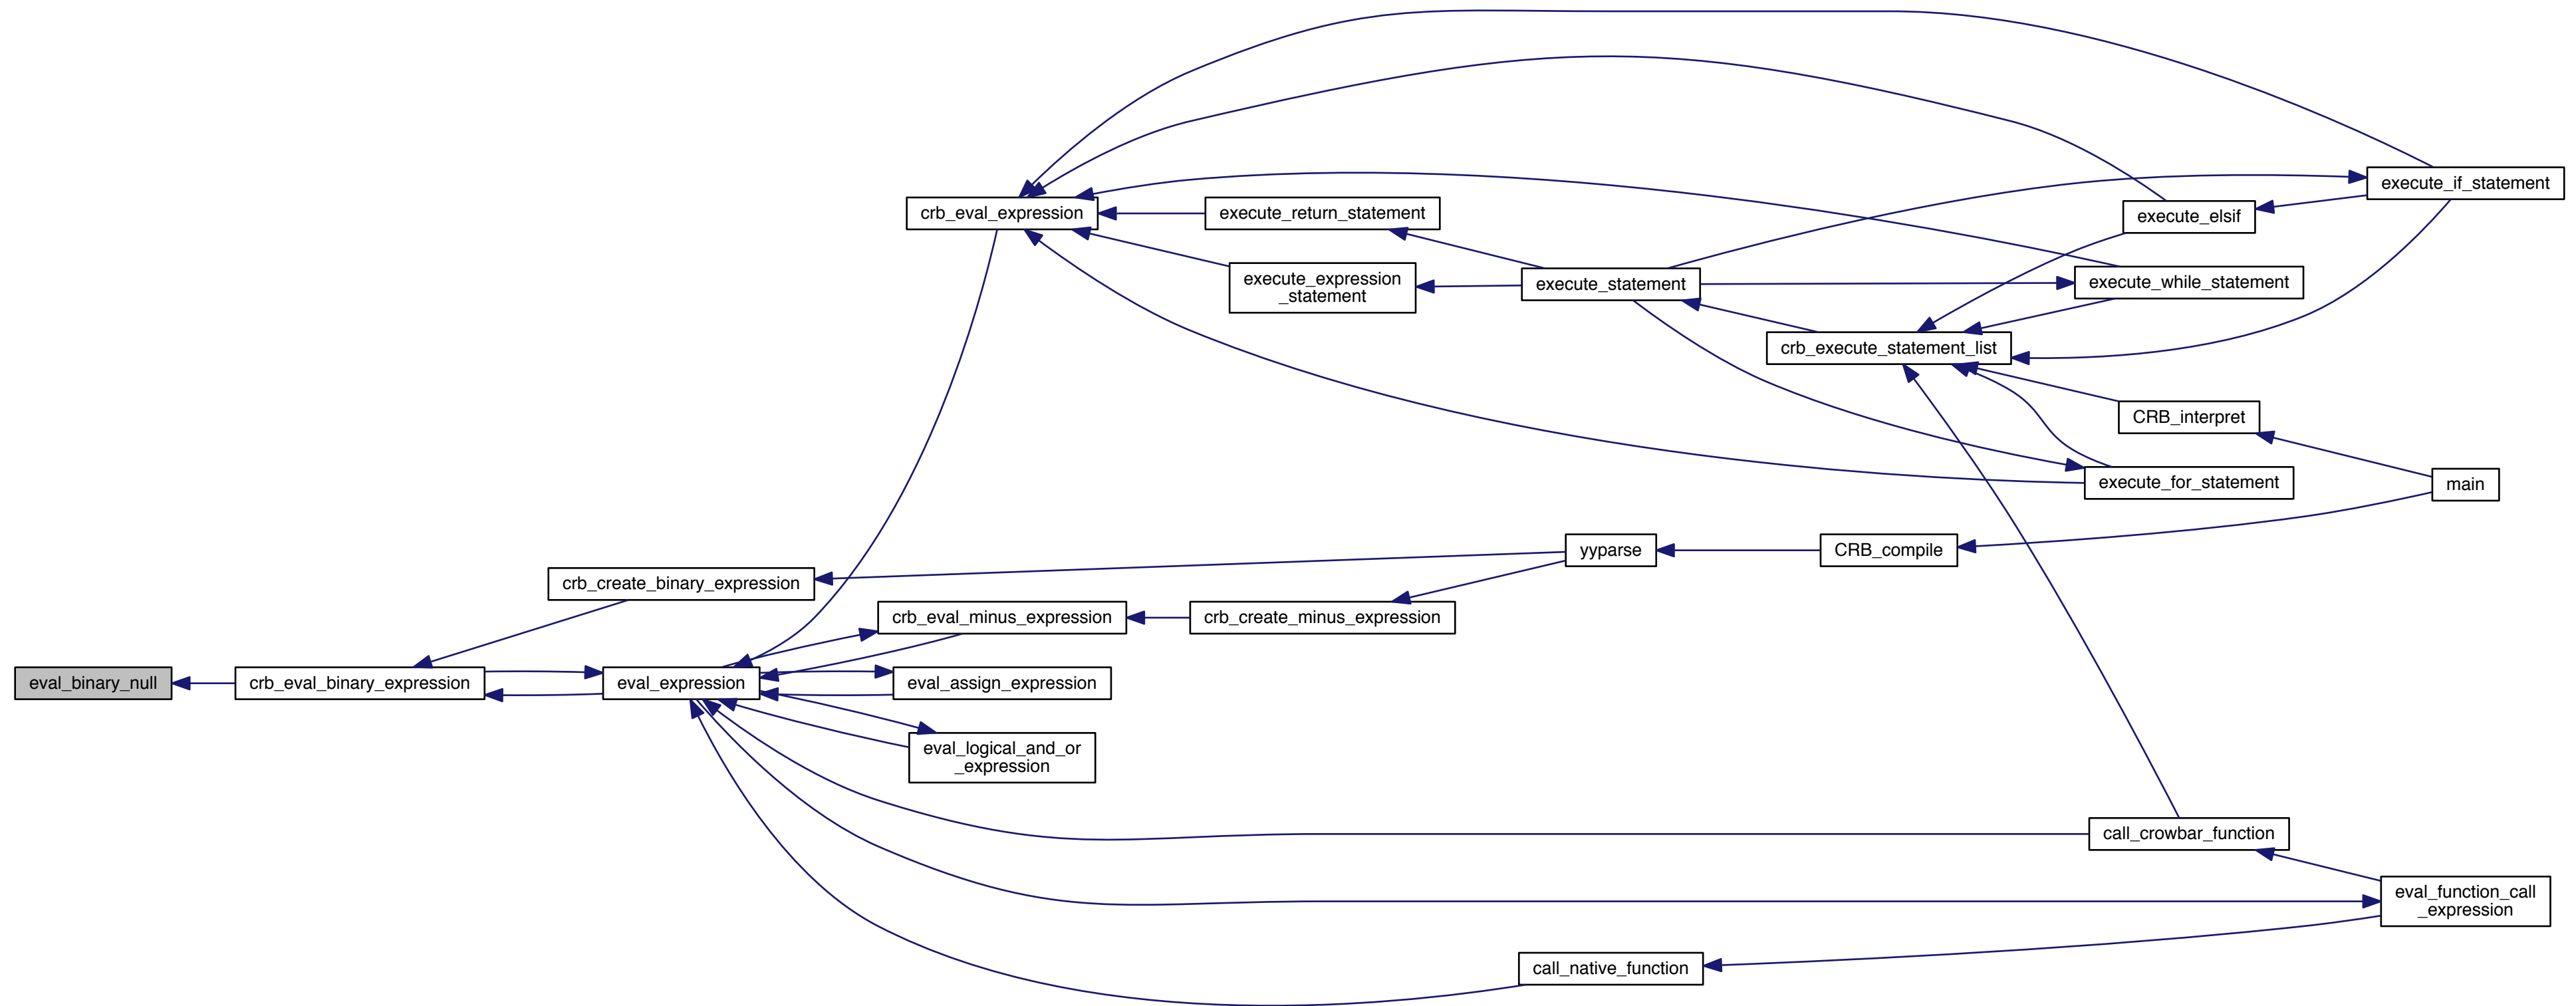 execute_if_statement
crb_eval_expression
execute_return_statement
execute_elsif
execute_expression
_statement
execute_statement
execute_while_statement
crb_execute_statement_list
CRB_interpret
execute_for_statement
main
yyparse
CRB_compile
crb_create_binary_expression
crb_eval_minus_expression
crb_create_minus_expression
eval_binary_null
crb_eval_binary_expression
eval_expression
eval_assign_expression
eval_logical_and_or
_expression
call_crowbar_function
eval_function_call
_expression
call_native_function